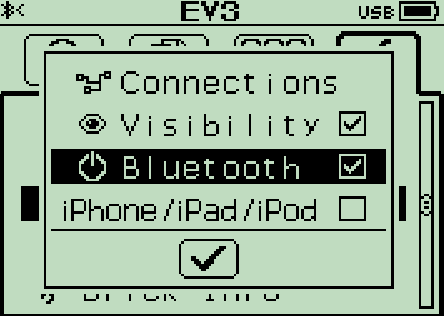 EV3 USB
Connections
Visibility
Bluetooth
iPhone/iPad/iPod